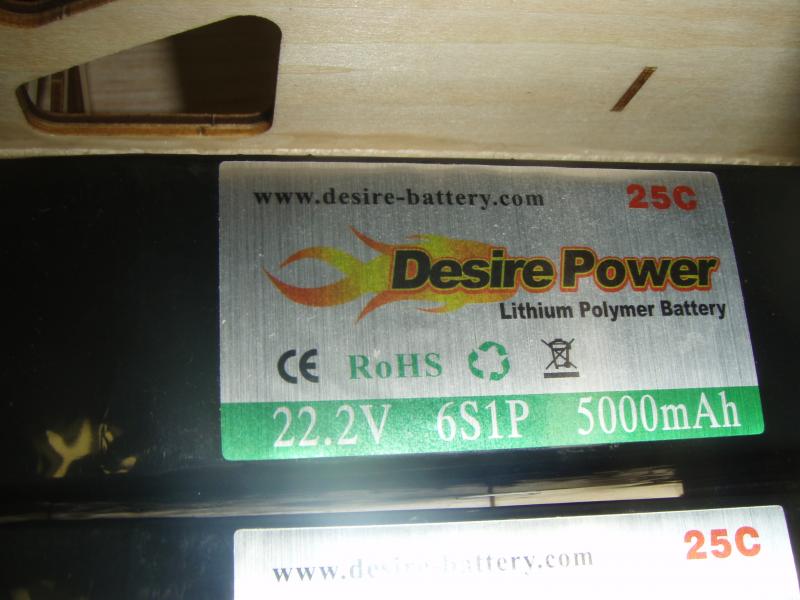 www.desire-battery.com 25C
Desire Power
Lithium Polymer Battery
CE RoHS
22.2V 6S1P 5000mAh
www.desire-battery.com 25C